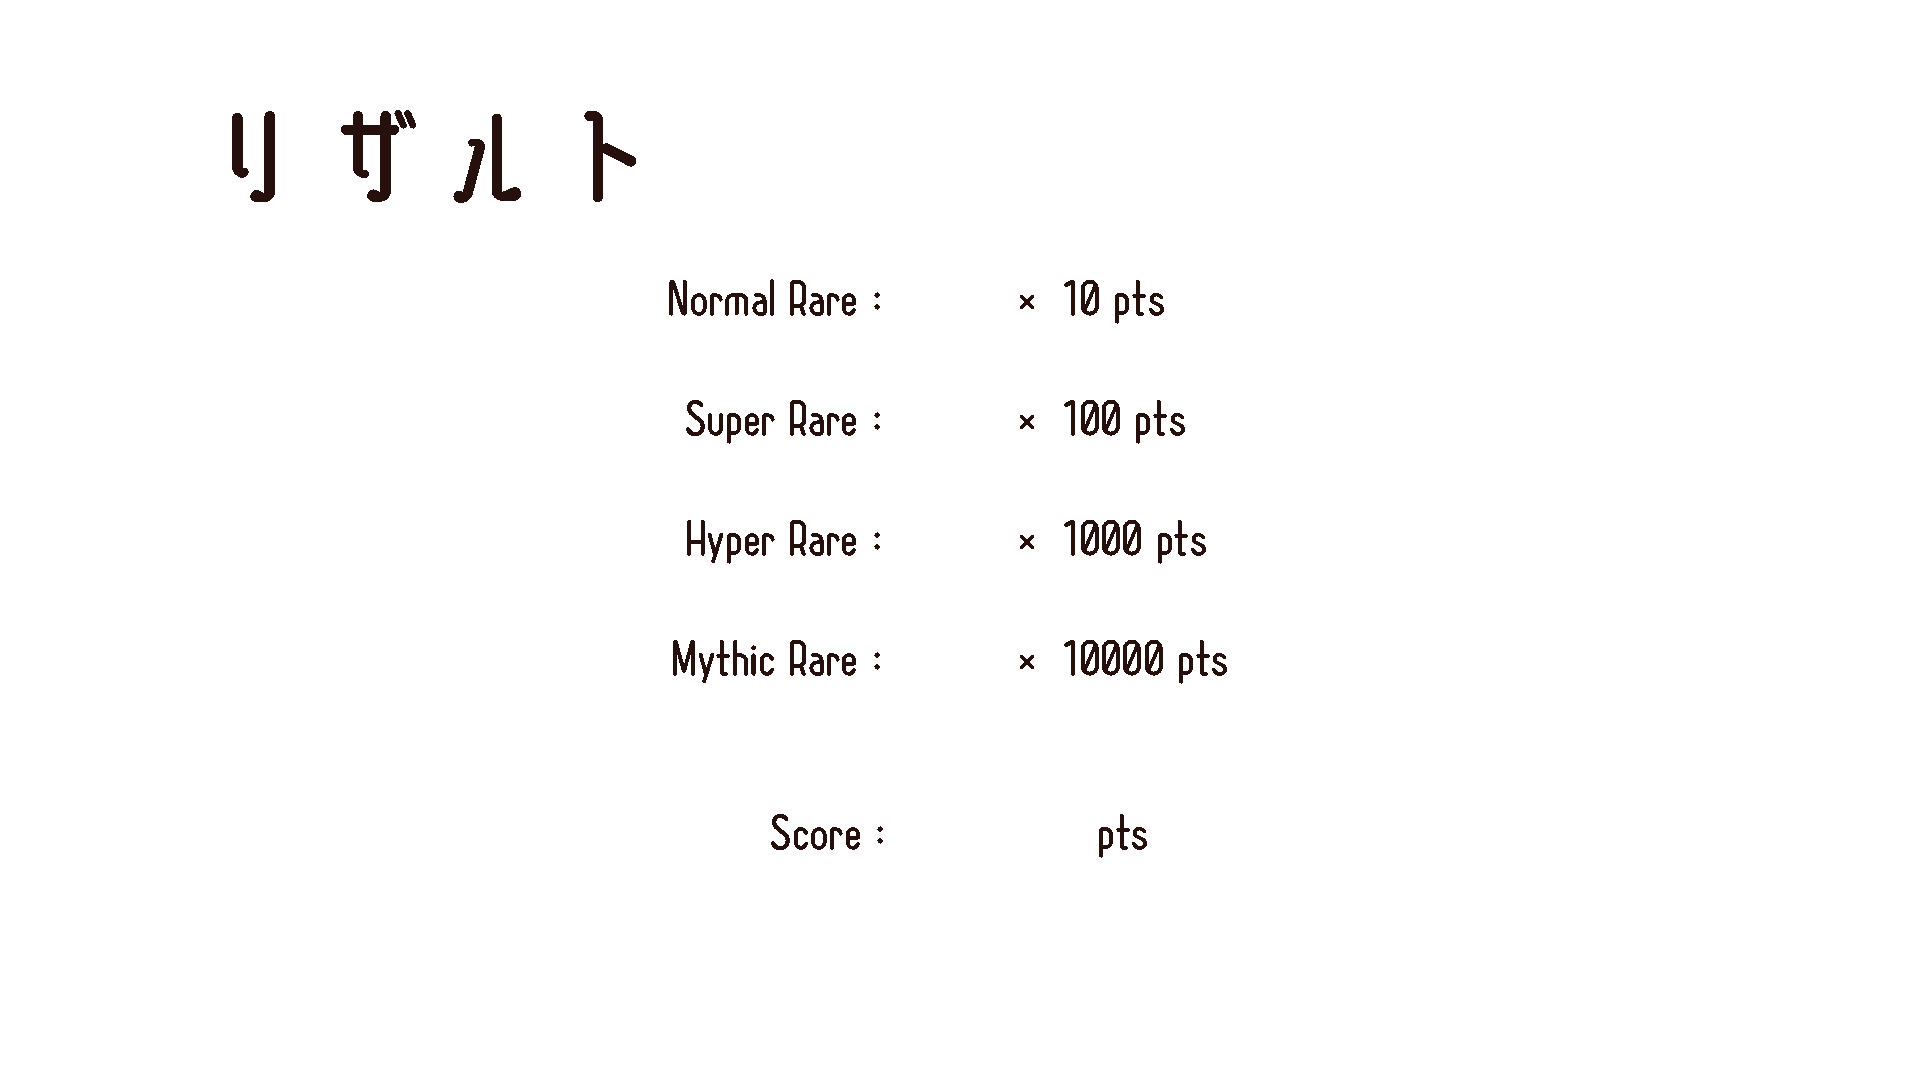 リザルト
Normal Rare : × 10 pts
Super Rare : × 100 pts
Hyper Rare : × 1000 pts
Mythic Rare : × 10000 pts
Score : pts